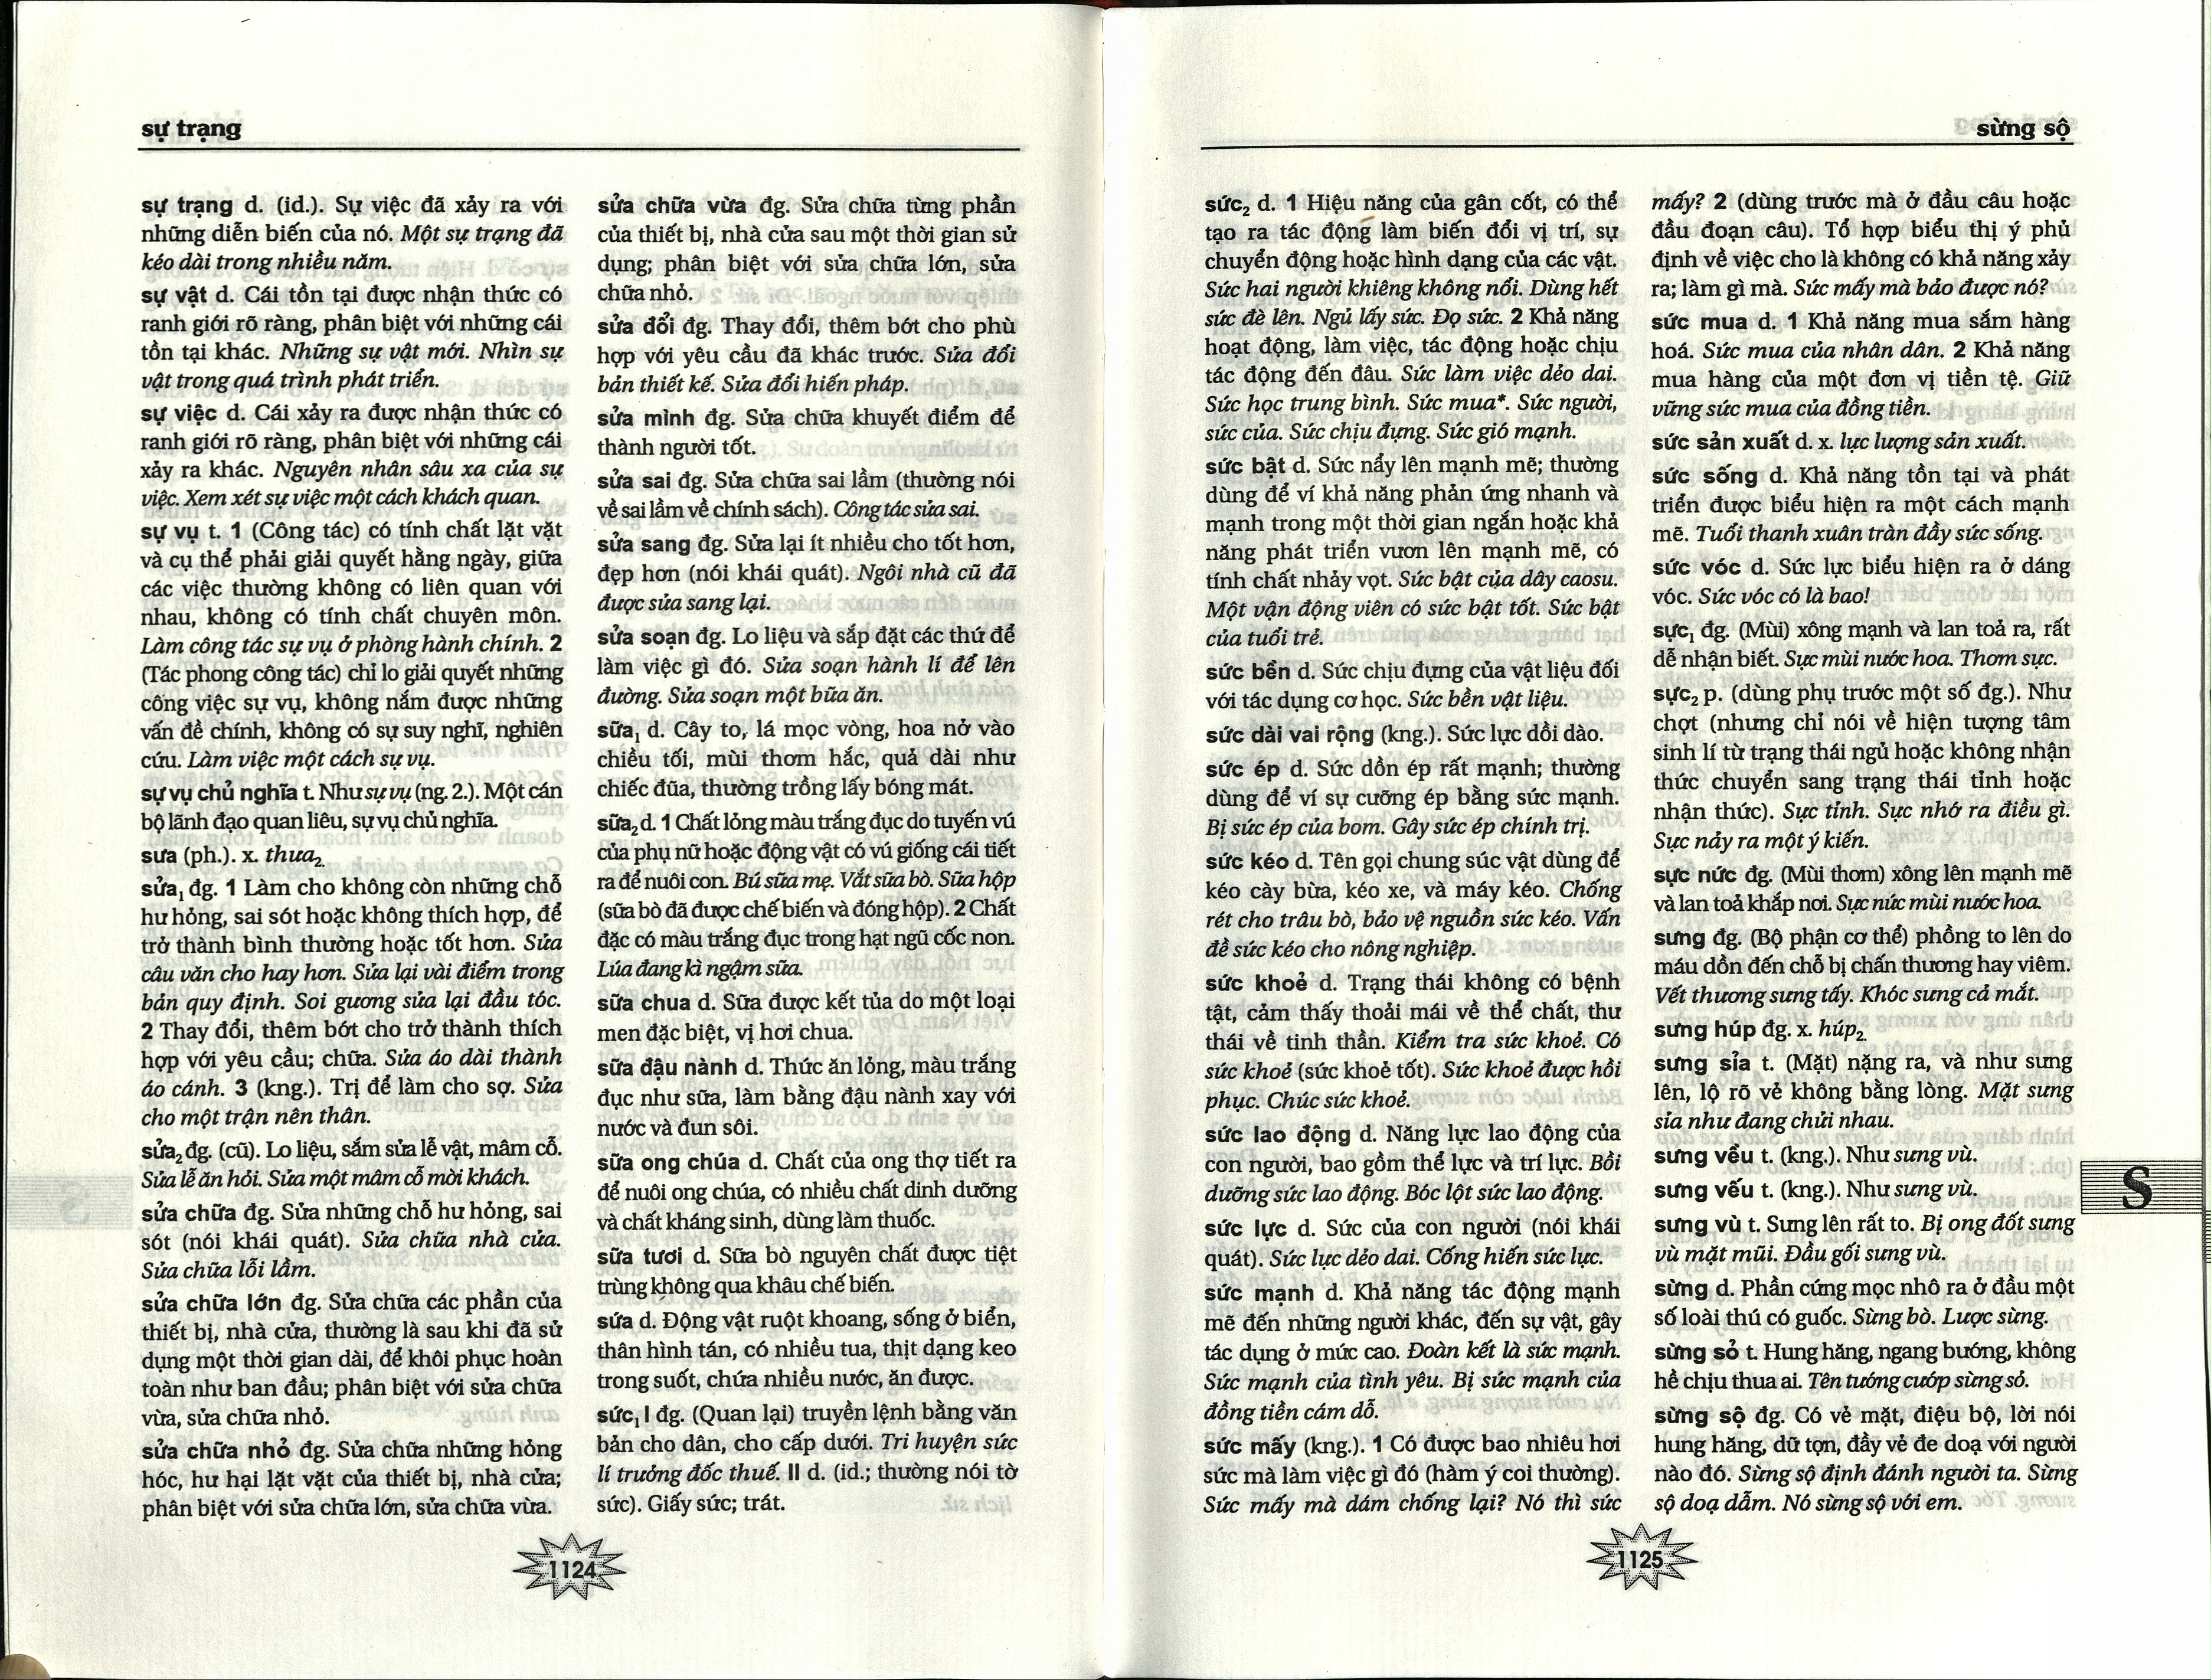 sự trạng
sự trạng d. (id.). Sự việc đã xảy ra với
những diễn biến của nó. Một sự trạng đã
kéo dài trong nhiều năm.
sự vật d. Cái tồn tại được nhận thức có
ranh giới rõ ràng, phân biệt với những cái
tồn tại khác. Những sự vật mới. Nhìn sự
vật trong quá trình phát triển.
sự việc d. Cái xảy ra được nhận thức có
ranh giới rõ ràng, phân biệt với những cái
xảy ra khác. Nguyên nhân sâu xa của sự
việc. Xem xét sự việc một cách khách quan.
sự vụ t. 1 (Công tác) có tính chất lặt vặt
và cụ thể phải giải quyết hằng ngày, giữa
các việc thường không có liên quan với
nhau, không có tính chất chuyên môn.
Làm công tác sự vụ ở phòng hành chính. 2
(Tác phong công tác) chỉ lo giải quyết những
công việc sự vụ, không nắm được những
vấn đề chính, không có sự suy nghĩ, nghiên
cứu. Làm việc một cách sự vụ.
sự vụ chủ nghĩa t. Như sự vụ (ng. 2.). Một cán
bộ lãnh đạo quan liêu, sự vụ chủ nghĩa.
sưa (ph.). x. thưa₂.
sửa₁ đg. 1 Làm cho không còn những chỗ
hư hỏng, sai sót hoặc không thích hợp, để
trở thành bình thường hoặc tốt hơn. Sửa
câu văn cho hay hơn. Sửa lại vài điểm trong
bản quy định. Soi gương sửa lại đầu tóc.
2 Thay đổi, thêm bớt cho trở thành thích
hợp với yêu cầu; chữa. Sửa áo dài thành
áo cánh. 3 (kng.). Trị để làm cho sợ. Sửa
cho một trận nên thân.
sửa₂ đg. (cũ). Lo liệu, sắm sửa lễ vật, mâm cỗ.
Sửa lễ ăn hỏi. Sửa một mâm cỗ mời khách.
sửa chữa đg. Sửa những chỗ hư hỏng, sai
sót (nói khái quát). Sửa chữa nhà cửa.
Sửa chữa lỗi lầm.
sửa chữa lớn đg. Sửa chữa các phần của
thiết bị, nhà cửa, thường là sau khi đã sử
dụng một thời gian dài, để khôi phục hoàn
toàn như ban đầu; phân biệt với sửa chữa
vừa, sửa chữa nhỏ.
sửa chữa nhỏ đg. Sửa chữa những hỏng
hóc, hư hại lặt vặt của thiết bị, nhà cửa;
phân biệt với sửa chữa lớn, sửa chữa vừa.
sửa chữa vừa đg. Sửa chữa từng phần
của thiết bị, nhà cửa sau một thời gian sử
dụng; phân biệt với sửa chữa lớn, sửa
chữa nhỏ.
sửa đổi đg. Thay đổi, thêm bớt cho phù
hợp với yêu cầu đã khác trước. Sửa đổi
bản thiết kế. Sửa đổi hiến pháp.
sửa mình đg. Sửa chữa khuyết điểm để
thành người tốt.
sửa sai đg. Sửa chữa sai lầm (thường nói
về sai lầm về chính sách). Công tác sửa sai.
sửa sang đg. Sửa lại ít nhiều cho tốt hơn,
đẹp hơn (nói khái quát). Ngôi nhà cũ đã
được sửa sang lại.
sửa soạn đg. Lo liệu và sắp đặt các thứ để
làm việc gì đó. Sửa soạn hành lí để lên
đường. Sửa soạn một bữa ăn.
sữa₁ d. Cây to, lá mọc vòng, hoa nở vào
chiều tối, mùi thơm hắc, quả dài như
chiếc đũa, thường trồng lấy bóng mát.
sữa₂ d. 1 Chất lỏng màu trắng đục do tuyến vú
của phụ nữ hoặc động vật có vú giống cái tiết
ra để nuôi con. Bú sữa mẹ. Vắt sữa bò. Sữa hộp
(sữa bò đã được chế biến và đóng hộp). 2 Chất
đặc có màu trắng đục trong hạt ngũ cốc non.
Lúa đang kì ngậm sữa.
sữa chua d. Sữa được kết tủa do một loại
men đặc biệt, vị hơi chua.
sữa đậu nành d. Thức ăn lỏng, màu trắng
đục như sữa, làm bằng đậu nành xay với
nước và đun sôi.
sữa ong chúa d. Chất của ong thợ tiết ra
để nuôi ong chúa, có nhiều chất dinh dưỡng
và chất kháng sinh, dùng làm thuốc.
sữa tươi d. Sữa bò nguyên chất được tiệt
trùng không qua khâu chế biến.
sứa d. Động vật ruột khoang, sống ở biển,
thân hình tán, có nhiều tua, thịt dạng keo
trong suốt, chứa nhiều nước, ăn được.
sức₁ I đg. (Quan lại) truyền lệnh bằng văn
bản cho dân, cho cấp dưới. Tri huyện sức
lí trưởng đốc thuế. II d. (id.; thường nói tờ
sức). Giấy sức; trát.
1124
sừng sộ
sức₂ d. 1 Hiệu năng của gân cốt, có thể
tạo ra tác động làm biến đổi vị trí, sự
chuyển động hoặc hình dạng của các vật.
Sức hai người khiêng không nổi. Dùng hết
sức đè lên. Ngủ lấy sức. Đọ sức. 2 Khả năng
hoạt động, làm việc, tác động hoặc chịu
tác động đến đâu. Sức làm việc dẻo dai.
Sức học trung bình. Sức mua*. Sức người,
sức của. Sức chịu đựng. Sức gió mạnh.
sức bật d. Sức nẩy lên mạnh mẽ; thường
dùng để ví khả năng phản ứng nhanh và
mạnh trong một thời gian ngắn hoặc khả
năng phát triển vươn lên mạnh mẽ, có
tính chất nhảy vọt. Sức bật của dây caosu.
Một vận động viên có sức bật tốt. Sức bật
của tuổi trẻ.
sức bền d. Sức chịu đựng của vật liệu đối
với tác dụng cơ học. Sức bền vật liệu.
sức dài vai rộng (kng.). Sức lực dồi dào.
sức ép d. Sức dồn ép rất mạnh; thường
dùng để ví sự cưỡng ép bằng sức mạnh.
Bị sức ép của bom. Gây sức ép chính trị.
sức kéo d. Tên gọi chung súc vật dùng để
kéo cày bừa, kéo xe, và máy kéo. Chống
rét cho trâu bò, bảo vệ nguồn sức kéo. Vấn
đề sức kéo cho nông nghiệp.
sức khoẻ d. Trạng thái không có bệnh
tật, cảm thấy thoải mái về thể chất, thư
thái về tinh thần. Kiểm tra sức khoẻ. Có
sức khoẻ (sức khoẻ tốt). Sức khoẻ được hồi
phục. Chúc sức khoẻ.
sức lao động d. Năng lực lao động của
con người, bao gồm thể lực và trí lực. Bồi
dưỡng sức lao động. Bóc lột sức lao động.
sức lực d. Sức của con người (nói khái
quát). Sức lực dẻo dai. Cống hiến sức lực.
sức mạnh d. Khả năng tác động mạnh
mẽ đến những người khác, đến sự vật, gây
tác dụng ở mức cao. Đoàn kết là sức mạnh.
Sức mạnh của tình yêu. Bị sức mạnh của
đồng tiền cám dỗ.
sức mấy (kng.). 1 Có được bao nhiêu hơi
sức mà làm việc gì đó (hàm ý coi thường).
Sức mấy mà dám chống lại? Nó thì sức
mấy? 2 (dùng trước mà ở đầu câu hoặc
đầu đoạn câu). Tổ hợp biểu thị ý phủ
định về việc cho là không có khả năng xảy
ra; làm gì mà. Sức mấy mà bảo được nó?
sức mua d. 1 Khả năng mua sắm hàng
hoá. Sức mua của nhân dân. 2 Khả năng
mua hàng của một đơn vị tiền tệ. Giữ
vững sức mua của đồng tiền.
sức sản xuất d. x. lực lượng sản xuất.
sức sống d. Khả năng tồn tại và phát
triển được biểu hiện ra một cách mạnh
mẽ. Tuổi thanh xuân tràn đầy sức sống.
sức vóc d. Sức lực biểu hiện ra ở dáng
vóc. Sức vóc có là bao!
sực₁ đg. (Mùi) xông mạnh và lan toả ra, rất
dễ nhận biết. Sực mùi nước hoa. Thơm sực.
sực₂ p. (dùng phụ trước một số đg.). Như
chợt (nhưng chỉ nói về hiện tượng tâm
sinh lí từ trạng thái ngủ hoặc không nhận
thức chuyển sang trạng thái tỉnh hoặc
nhận thức). Sực tỉnh. Sực nhớ ra điều gì.
Sực nảy ra một ý kiến.
sực nức đg. (Mùi thơm) xông lên mạnh mẽ
và lan toả khắp nơi. Sực nức mùi nước hoa.
sưng đg. (Bộ phận cơ thể) phồng to lên do
máu dồn đến chỗ bị chấn thương hay viêm.
Vết thương sưng tấy. Khóc sưng cả mắt.
sưng húp đg. x. húp₂.
sưng sỉa t. (Mặt) nặng ra, và như sưng
lên, lộ rõ vẻ không bằng lòng. Mặt sưng
sỉa như đang chửi nhau.
sưng vều t. (kng.). Như sưng vù.
sưng vếu t. (kng.). Như sưng vù.
sưng vù t. Sưng lên rất to. Bị ong đốt sưng
vù mặt mũi. Đầu gối sưng vù.
sừng d. Phần cứng mọc nhô ra ở đầu một
số loài thú có guốc. Sừng bò. Lược sừng.
sừng sỏ t. Hung hăng, ngang bướng, không
hề chịu thua ai. Tên tướng cướp sừng sỏ.
sừng sộ đg. Có vẻ mặt, điệu bộ, lời nói
hung hăng, dữ tợn, đầy vẻ đe doạ với người
nào đó. Sừng sộ định đánh người ta. Sừng
sộ doạ dẫm. Nó sừng sộ với em.
S
1125